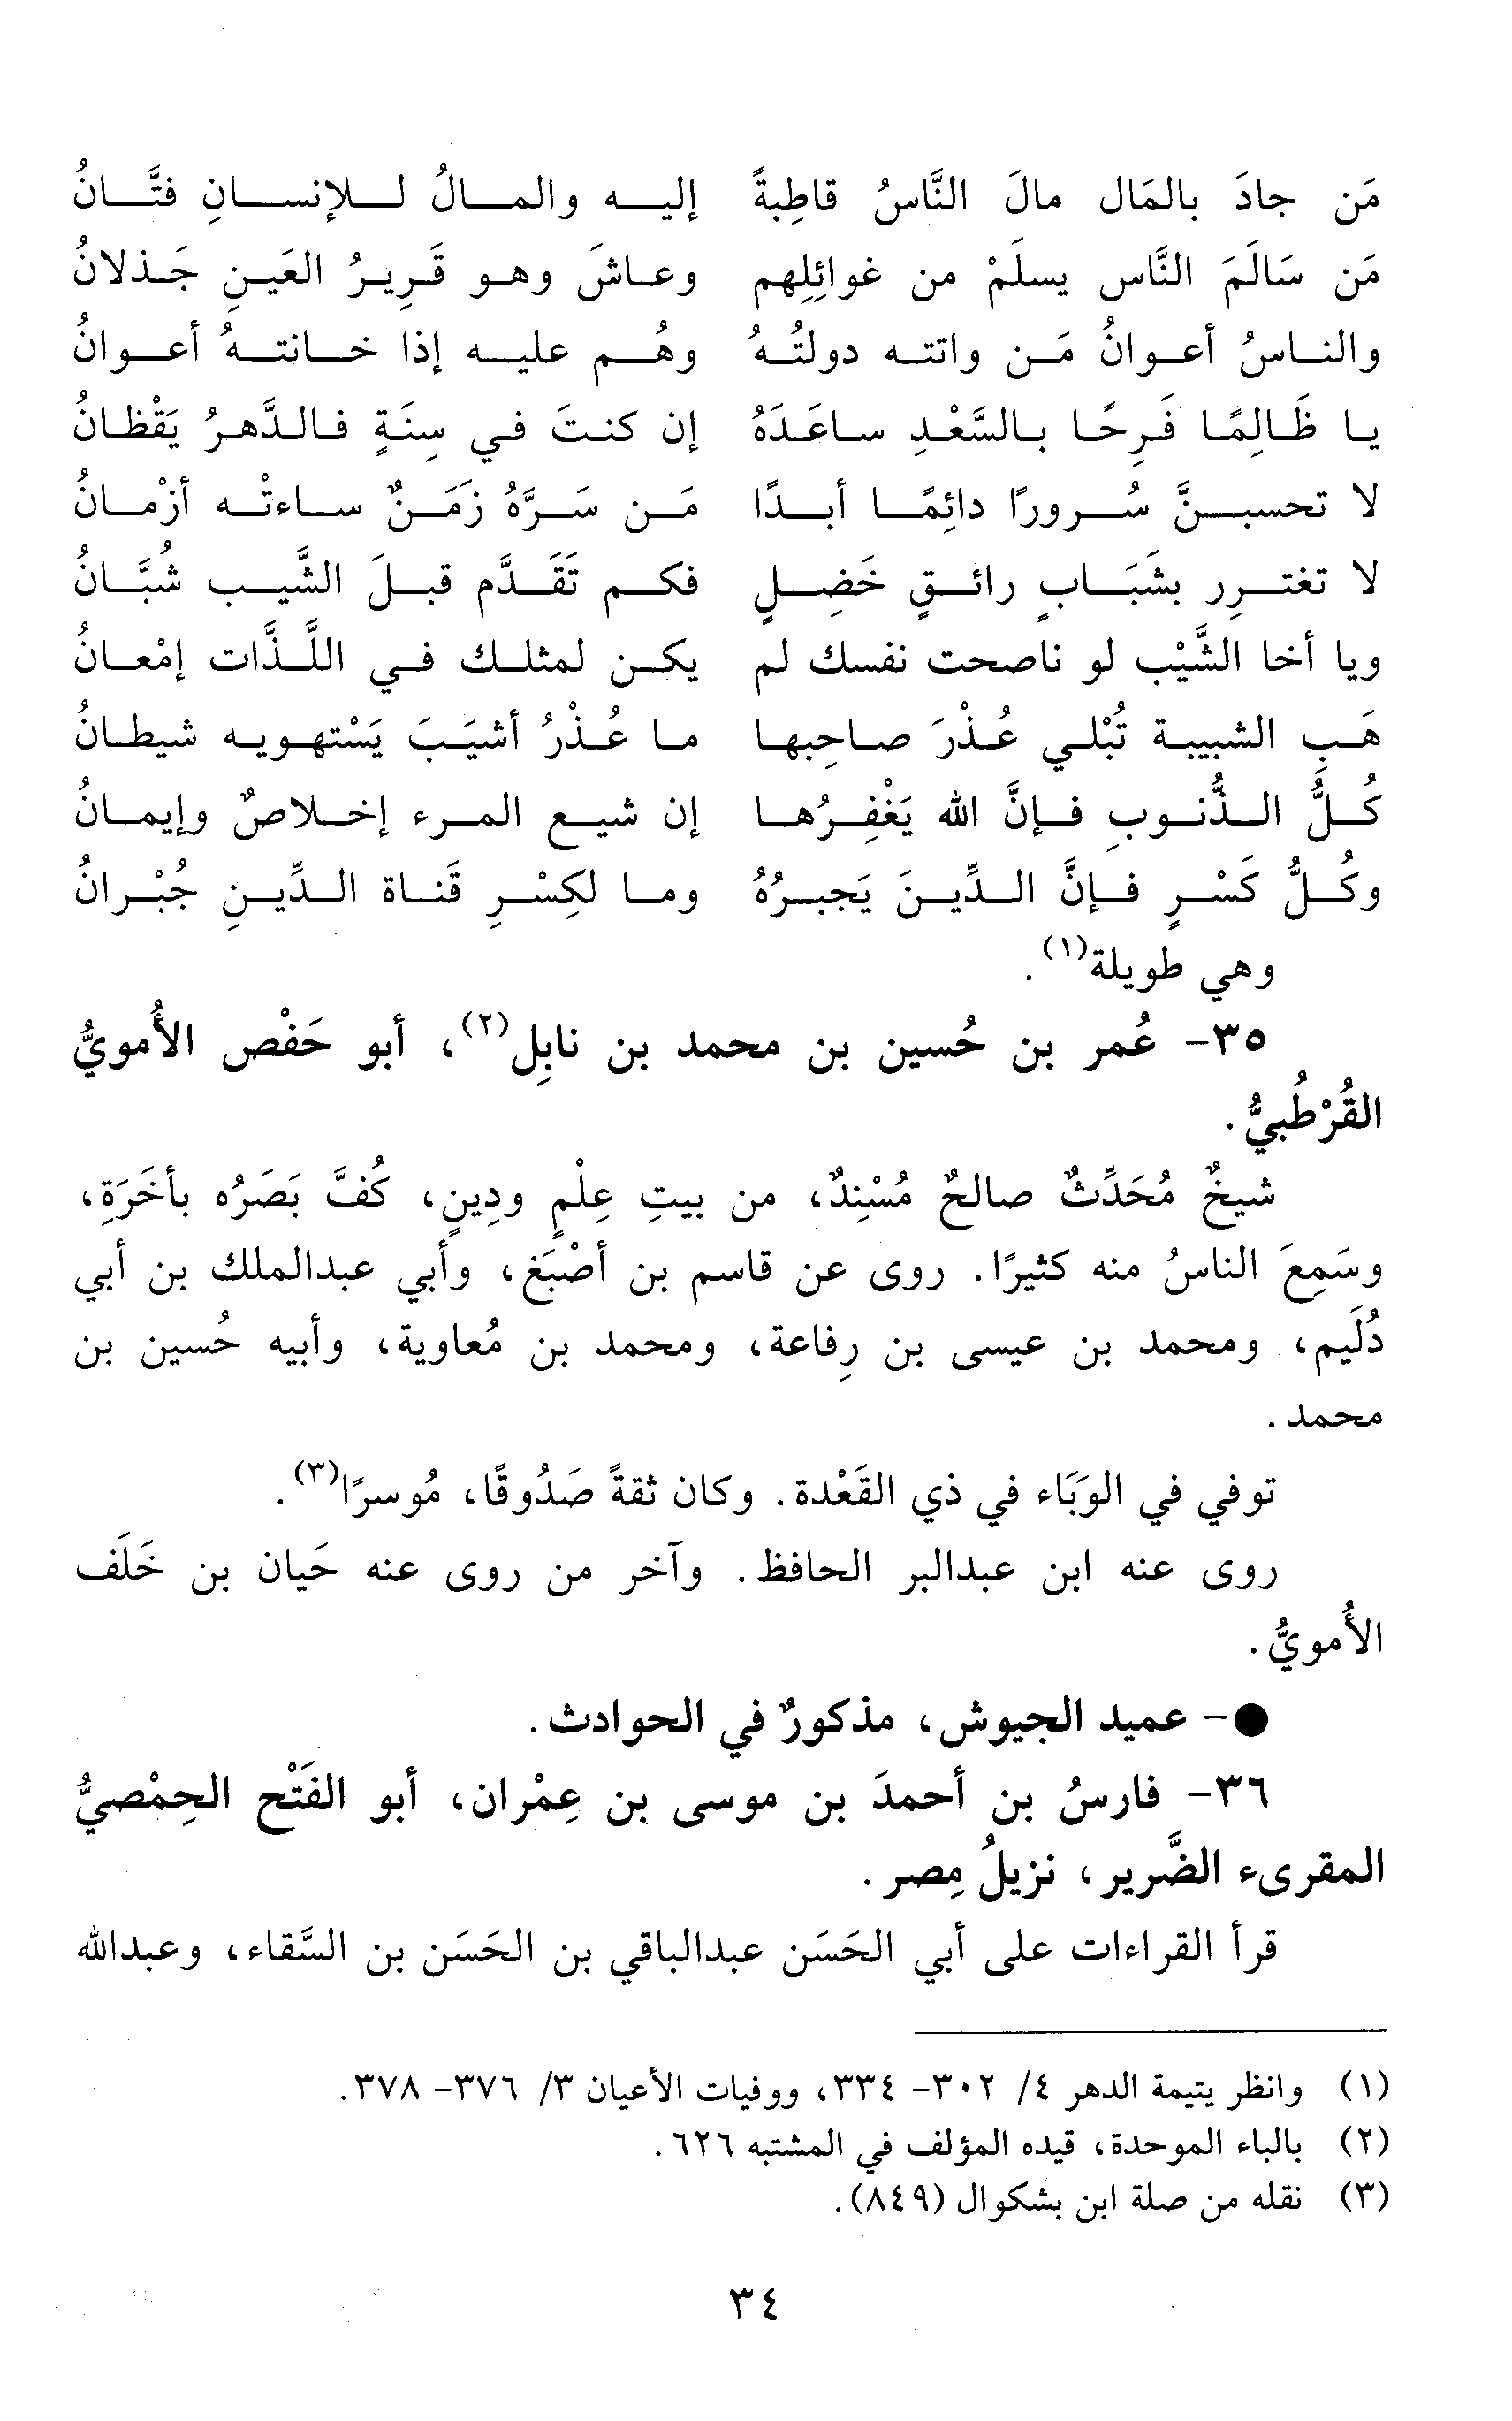 مَن جادَ بالمَال مالَ النَّاسُ قاطِبةً إليه والمالُ للإنسانِ فتَّانُ
مَن سَالَمَ النَّاس يسلَمْ من غوائِلِهم وعاشَ وهو قَرِيرُ العَينِ جَذلانُ
والناسُ أعوانُ مَن واتته دولتُهُ وهُم عليه إذا خانتهُ أعوانُ
يا ظَالِمًا فَرِحًا بالسَّعْدِ ساعَدَهُ إن كنتَ في سِنَةٍ فالدَّهرُ يَقْظانُ
لا تحسبنَّ سُرورًا دائِمًا أبدًا مَن سَرَّهُ زَمَنٌ ساءتْه أزْمانُ
لا تغترِر بشَبَابٍ رائقٍ خَضِلٍ فكم تَقَدَّم قبلَ الشَّيب شُبَّانُ
ويا أخا الشَّيْب لو ناصحت نفسك لم يكن لمثلك في اللَّذَّات إمْعانُ
هَبِ الشبيبة تُبْلي عُذْرَ صاحِبها ما عُذْرُ أشيَبَ يَسْتهويه شيطانُ
كُلُّ الذُّنوبِ فإنَّ الله يَغْفِرُها إن شيع المرء إخلاصٌ وإيمانُ
وكُلُّ كَسْرٍ فإنَّ الدِّينَ يَجبرُهُ وما لكِسْرِ قَناة الدِّينِ جُبْرانُ
وهي طويلة(١).
٣٥- عُمر بن حُسين بن محمد بن نابِل(٢)، أبو حَفْص الأُمويُّ
القُرْطُبيُّ.
شيخٌ مُحَدِّثٌ صالحٌ مُسْنِدٌ، من بيتِ عِلْمٍ ودِينٍ، كُفَّ بَصَرُه بأخَرَةِ،
وسَمِعَ الناسُ منه كثيرًا. روى عن قاسم بن أصْبَغ، وأبي عبدالملك بن أبي
دُلَيم، ومحمد بن عيسى بن رِفاعة، ومحمد بن مُعاوية، وأبيه حُسين بن
محمد.
توفي في الوَبَاء في ذي القَعْدة. وكان ثقةً صَدُوقًا، مُوسرًا(٣).
روى عنه ابن عبدالبر الحافظ. وآخر من روى عنه حَيان بن خَلَف
الأُمويُّ.
●- عميد الجيوش، مذكورٌ في الحوادث.
٣٦- فارسُ بن أحمدَ بن موسى بن عِمْران، أبو الفَتْح الحِمْصيُّ
المقرىء الضَّرير، نزيلُ مِصر.
قرأ القراءات على أبي الحَسَن عبدالباقي بن الحَسَن بن السَّقاء، وعبدالله
(١) وانظر يتيمة الدهر ٤/ ٣٠٢- ٣٣٤، ووفيات الأعيان ٣/ ٣٧٦- ٣٧٨.
(٢) بالباء الموحدة، قيده المؤلف في المشتبه ٦٢٦.
(٣) نقله من صلة ابن بشكوال (٨٤٩).
٣٤